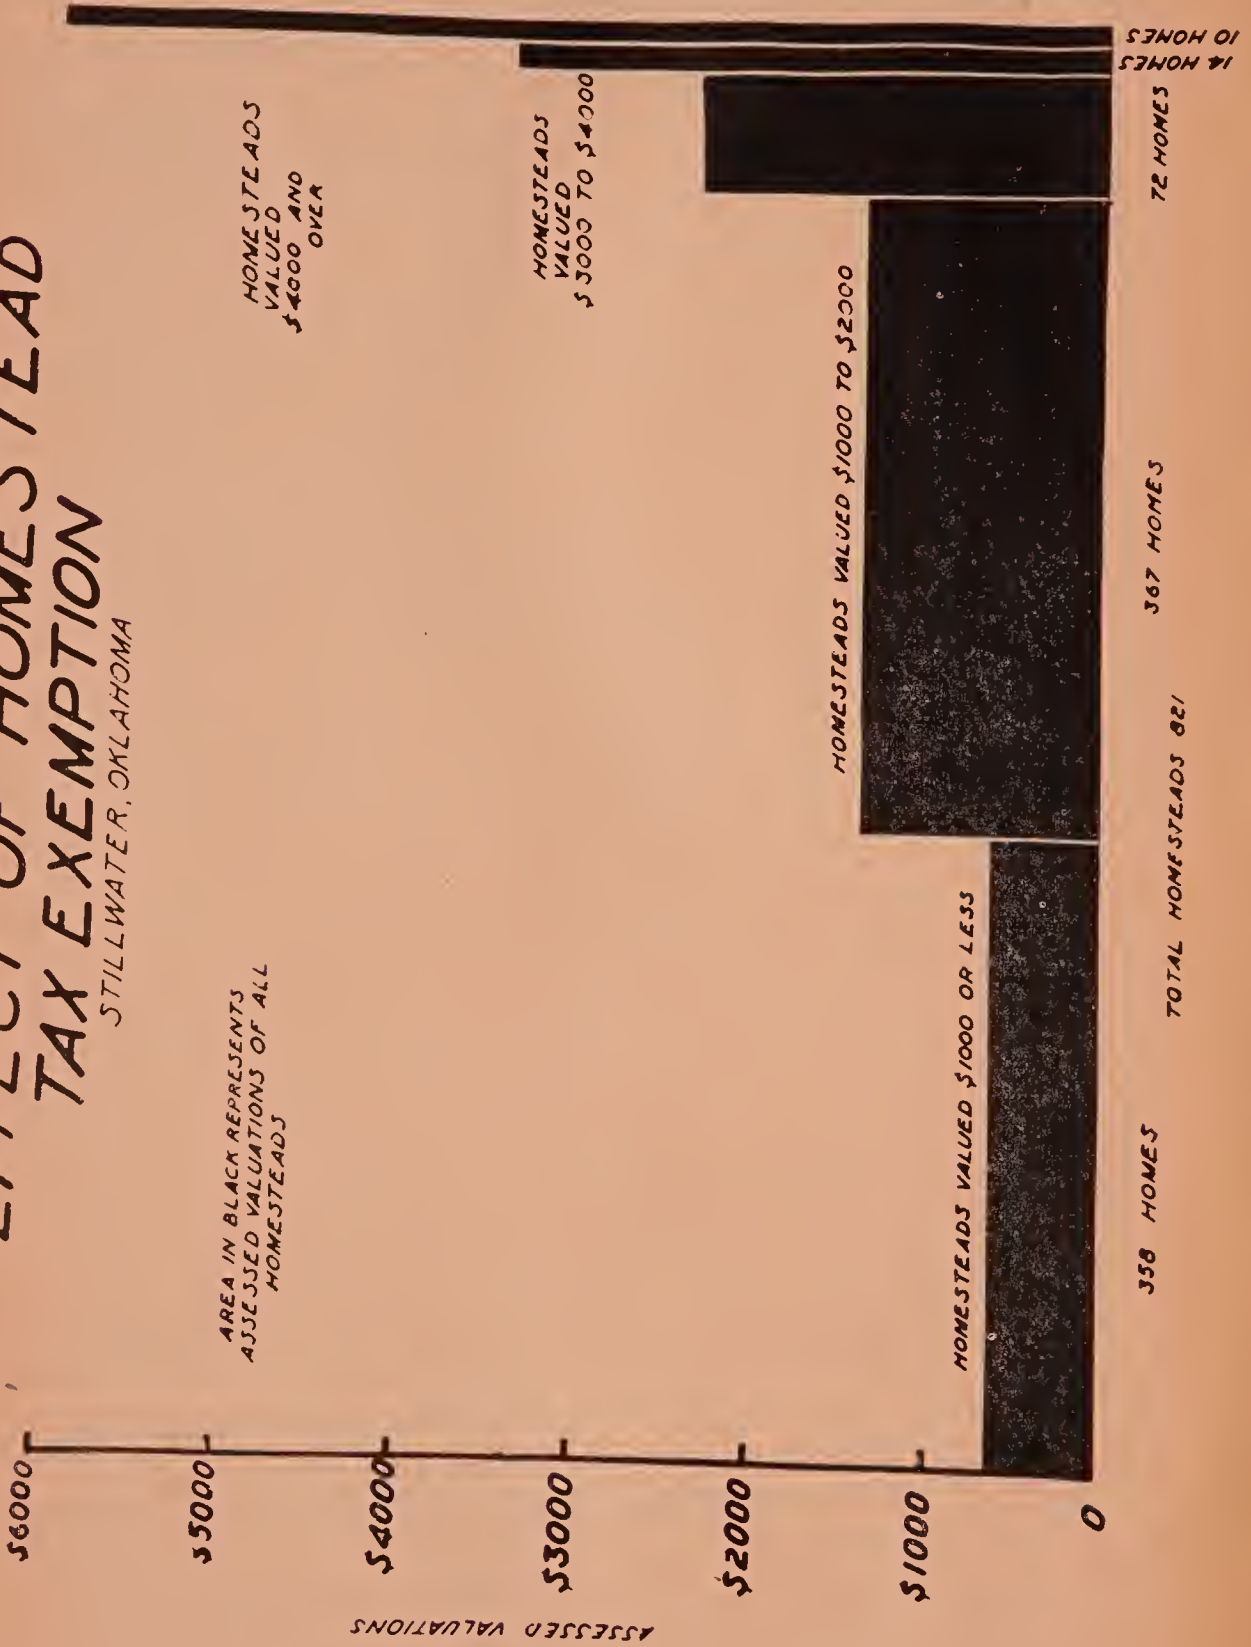 EFFECT OF HOMESTEAD
TAX EXEMPTION
STILLWATER, OKLAHOMA
AREA IN BLACK REPRESENTS
ASSESSED VALUATIONS OF ALL
HOMESTEADS
HOMESTEADS
VALUED
$4000 AND
OVER
HOMESTEADS
VALUED
$3000 TO $4000
HOMESTEADS VALUED $1000 TO $2000
HOMESTEADS VALUED $1000 OR LESS
ASSESSED VALUATIONS
$6000
$5000
$4000
$3000
$2000
$1000
0
358 HOMES
367 HOMES
72 HOMES
14 HOMES
10 HOMES
TOTAL HOMESTEADS 821